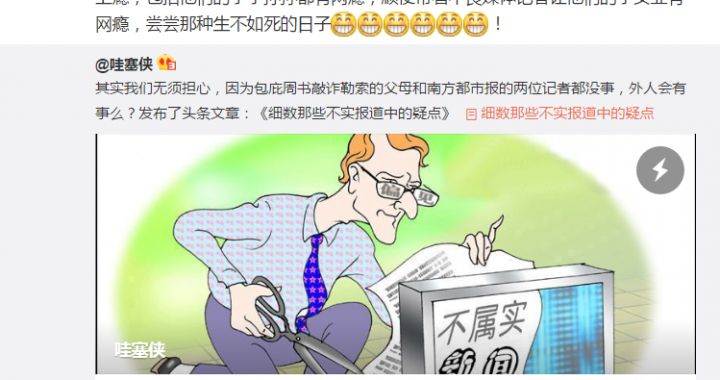 网瘾，尝尝那种生不如死的日子😁😁😁😁😁😁！
@哇塞侠
其实我们无须担心，因为包庇周书敲诈勒索的父母和南方都市报的两位记者都没事，外人会有
事么？发布了头条文章：《细数那些不实报道中的疑点》 细数那些不实报道中的疑点
不属实
新闻
哇塞侠